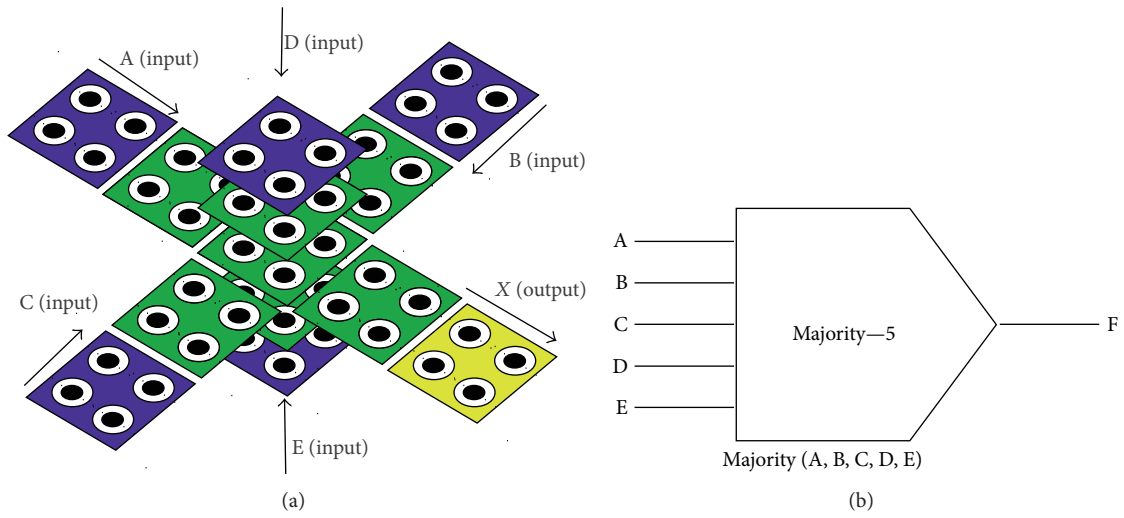 A (input)
D (input)
B (input)
C (input)
X (output)
E (input)
(a)
A
B
C
D
E
Majority—5
F
Majority (A, B, C, D, E)
(b)